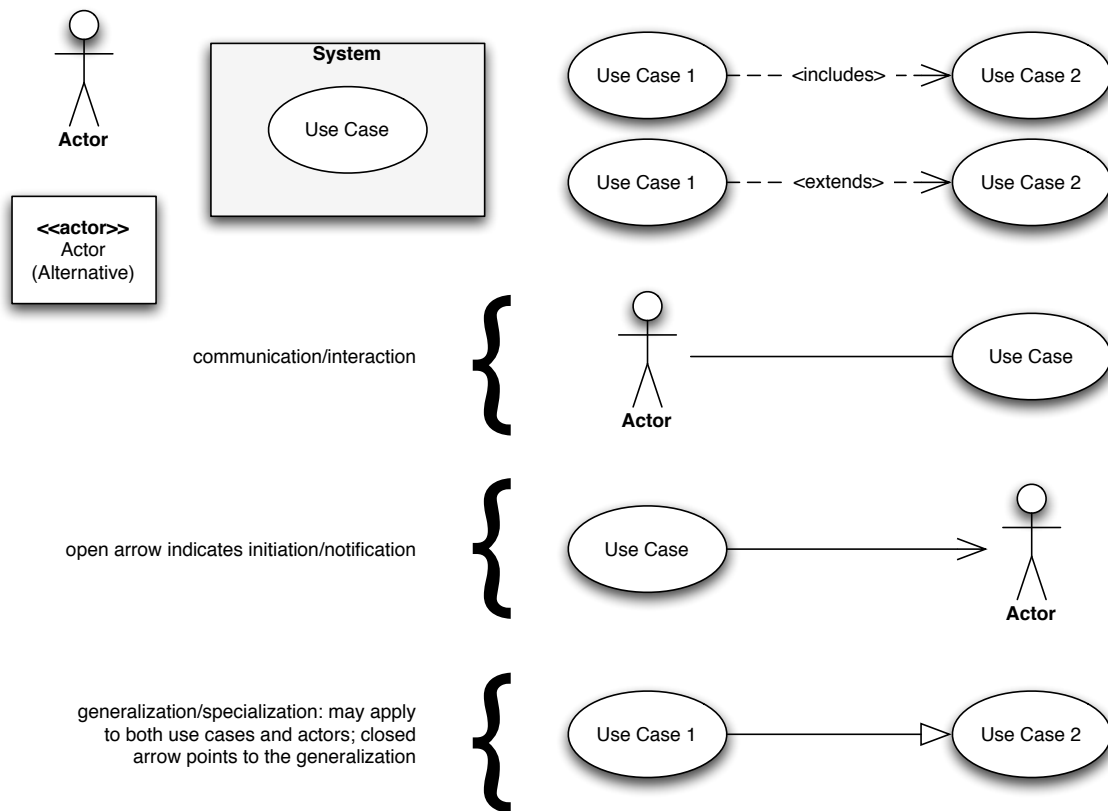 Actor
System
Use Case
<<actor>>
Actor
(Alternative)
Use Case 1
<includes>
Use Case 2
Use Case 1
<extends>
Use Case 2
communication/interaction
Actor
Use Case
open arrow indicates initiation/notification
Use Case
Actor
generalization/specialization: may apply
to both use cases and actors; closed
arrow points to the generalization
Use Case 1
Use Case 2